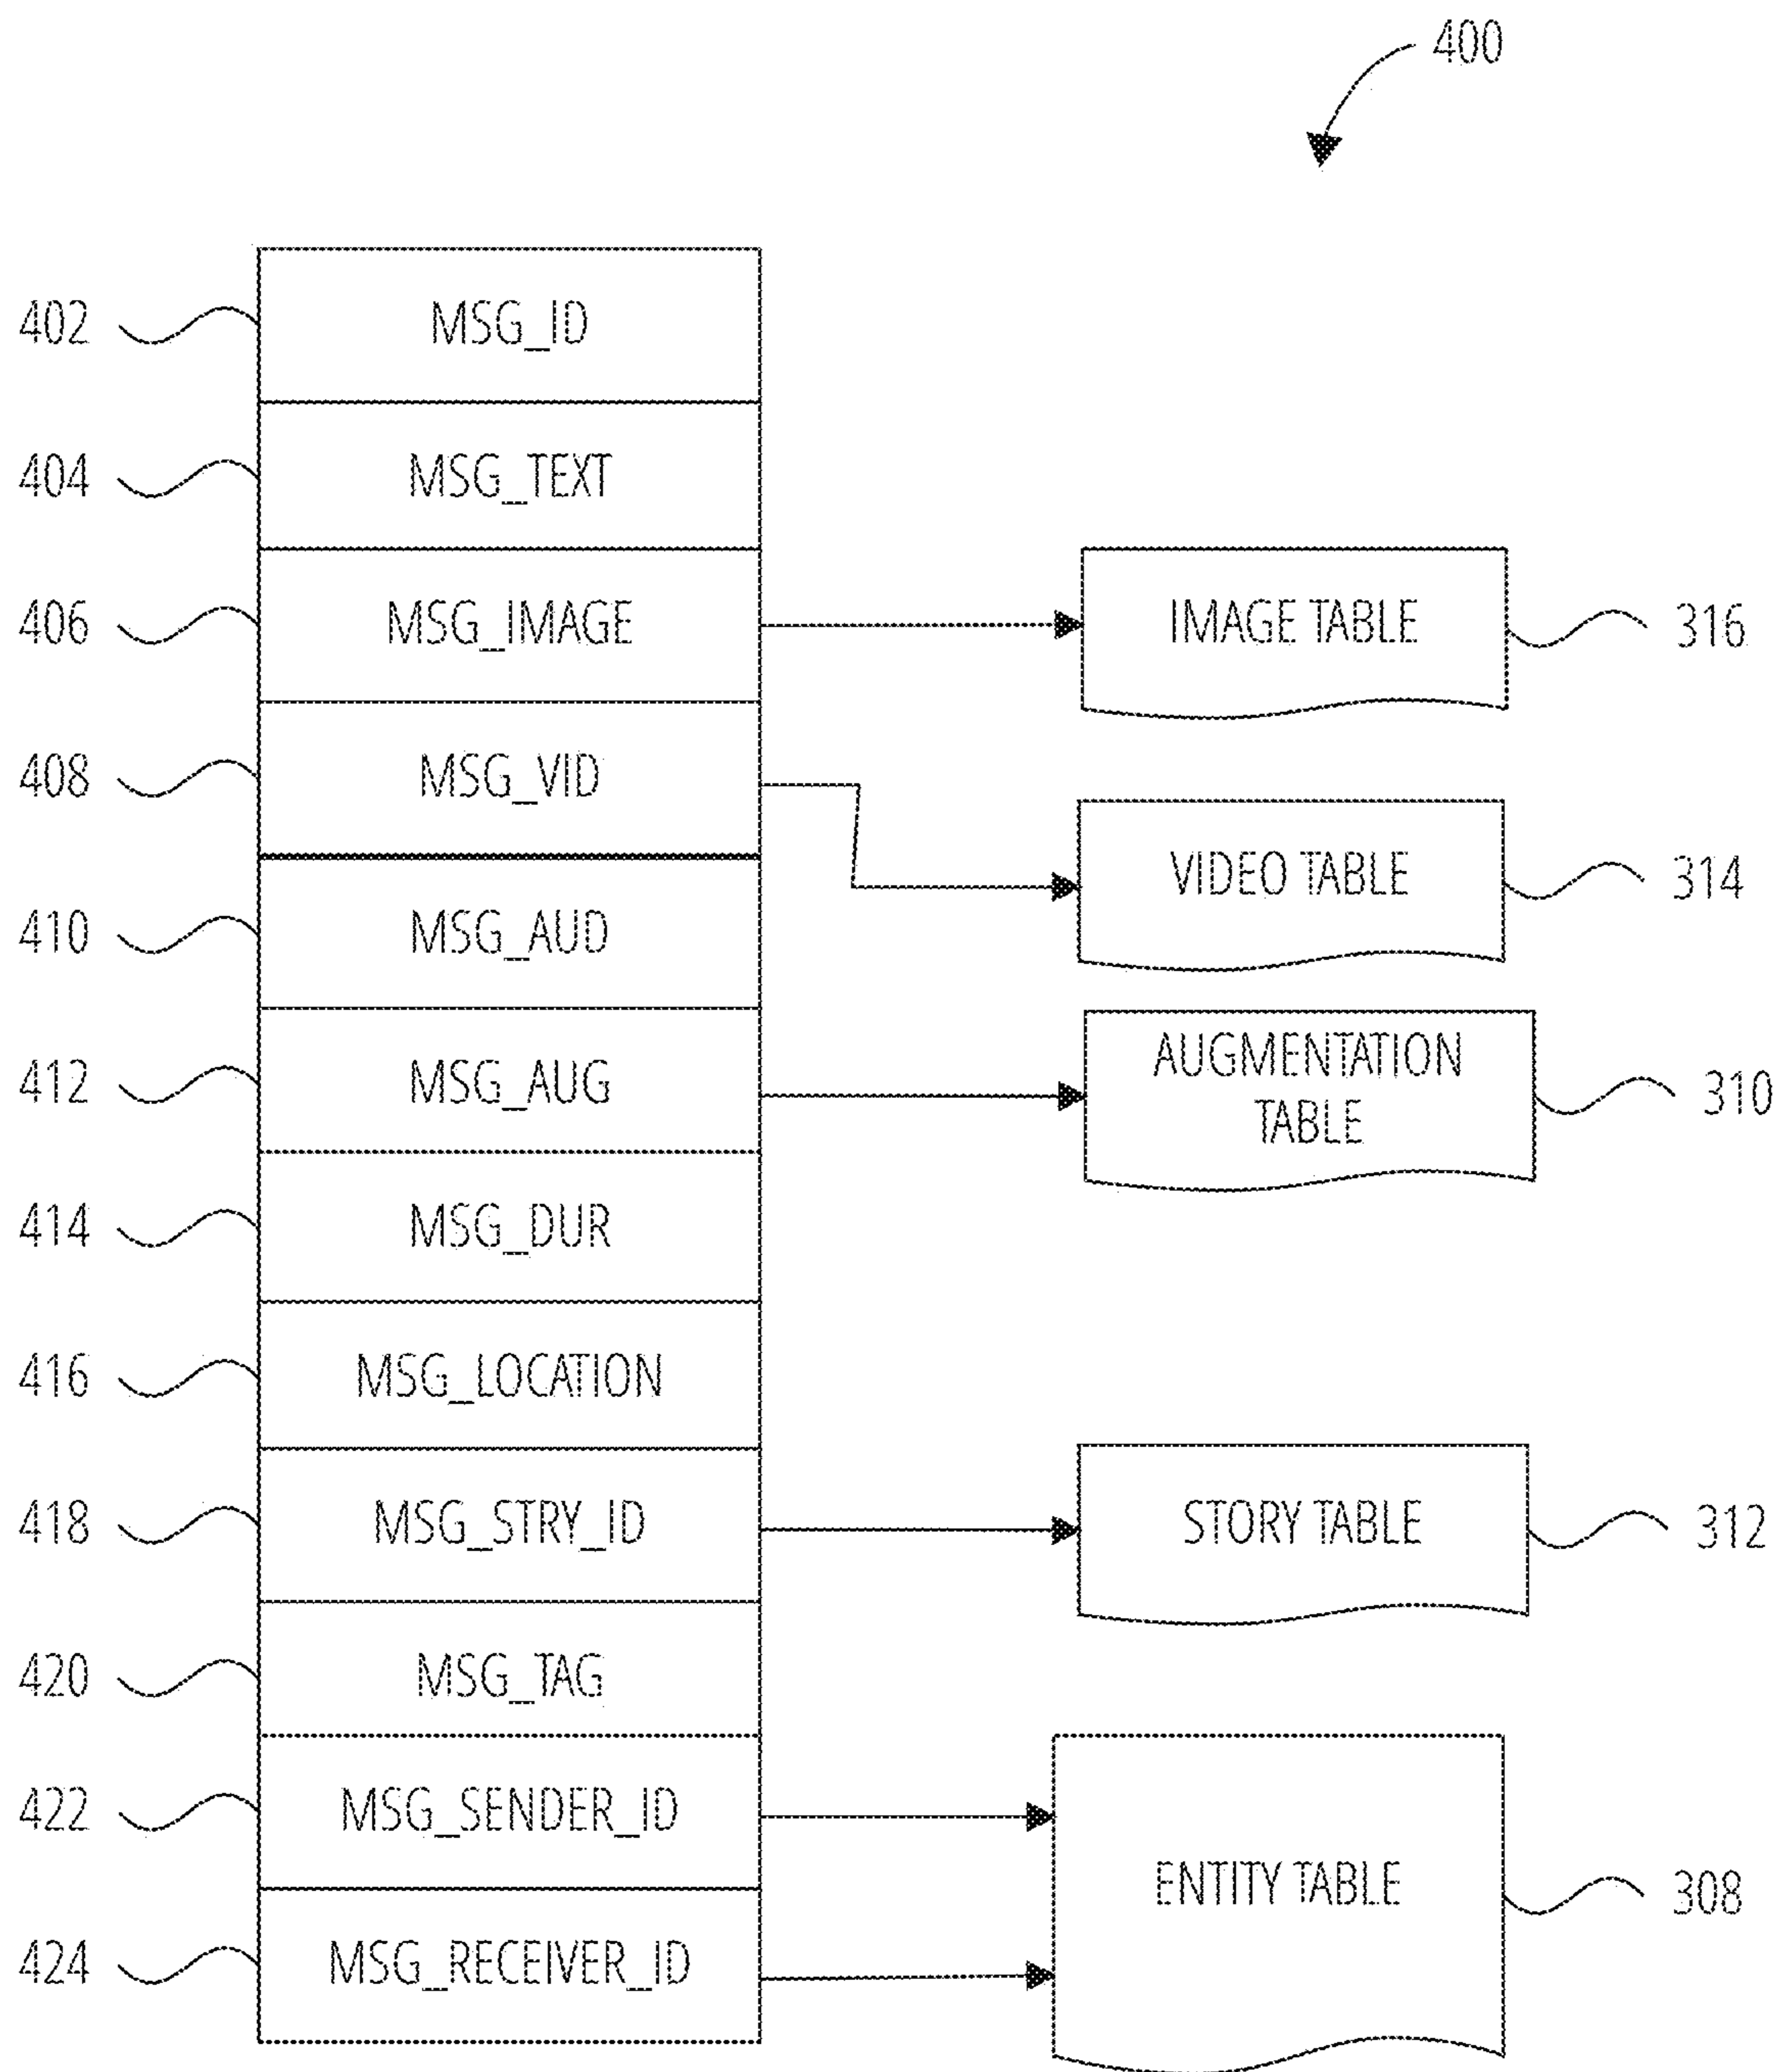 400
402 MSG_ID
404 MSG_TEXT
406 MSG_IMAGE IMAGE TABLE 316
408 MSG_VID
VIDEO TABLE 314
410 MSG_AUD
412 MSG_AUG AUGMENTATION
TABLE 310
414 MSG_DUR
416 MSG_LOCATION
418 MSG_STRY_ID STORY TABLE 312
420 MSG_TAG
422 MSG_SENDER_ID
ENTITY TABLE 308
424 MSG_RECEIVER_ID